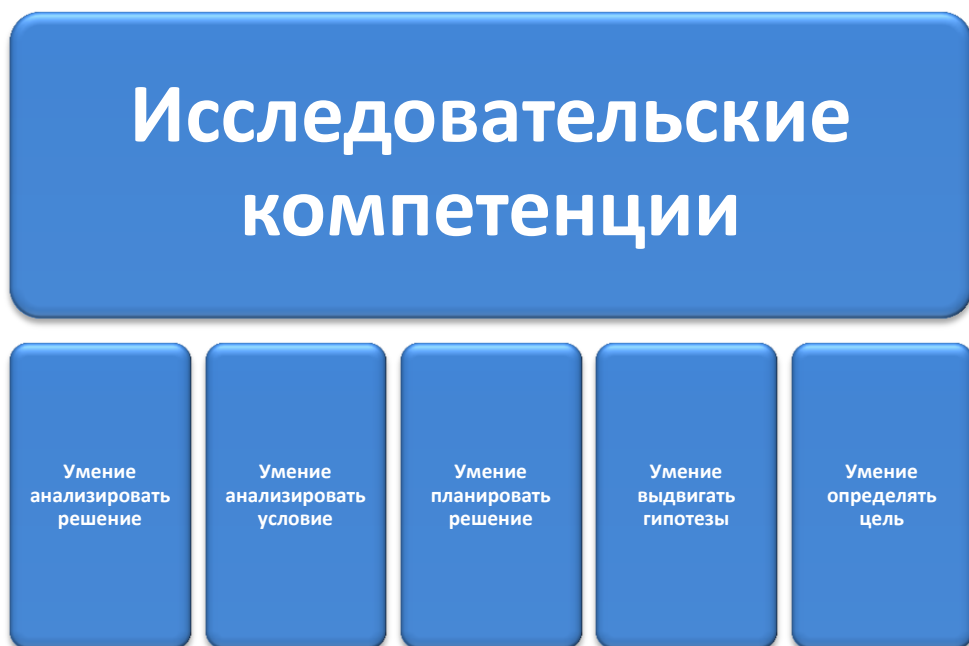 Исследовательские
компетенции
Умение
анализировать
решение
Умение
анализировать
условие
Умение
планировать
решение
Умение
выдвигать
гипотезы
Умение
определять
цель